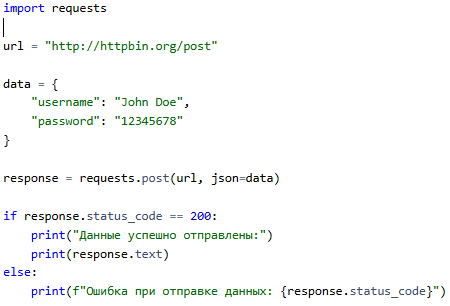 import requests
url = "http://httpbin.org/post"
data = {
    "username": "John Doe",
    "password": "12345678"
}
response = requests.post(url, json=data)
if response.status_code == 200:
    print("Данные успешно отправлены:")
    print(response.text)
else:
    print(f"Ошибка при отправке данных: {response.status_code}")